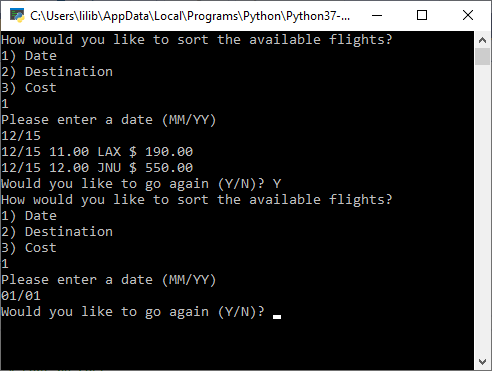 C:\Users\lilib\AppData\Local\Programs\Python\Python37-...
How would you like to sort the available flights?
1) Date
2) Destination
3) Cost
1
Please enter a date (MM/YY)
12/15
12/15 11.00 LAX $ 190.00
12/15 12.00 JNU $ 550.00
Would you like to go again (Y/N)? Y
How would you like to sort the available flights?
1) Date
2) Destination
3) Cost
1
Please enter a date (MM/YY)
01/01
Would you like to go again (Y/N)?